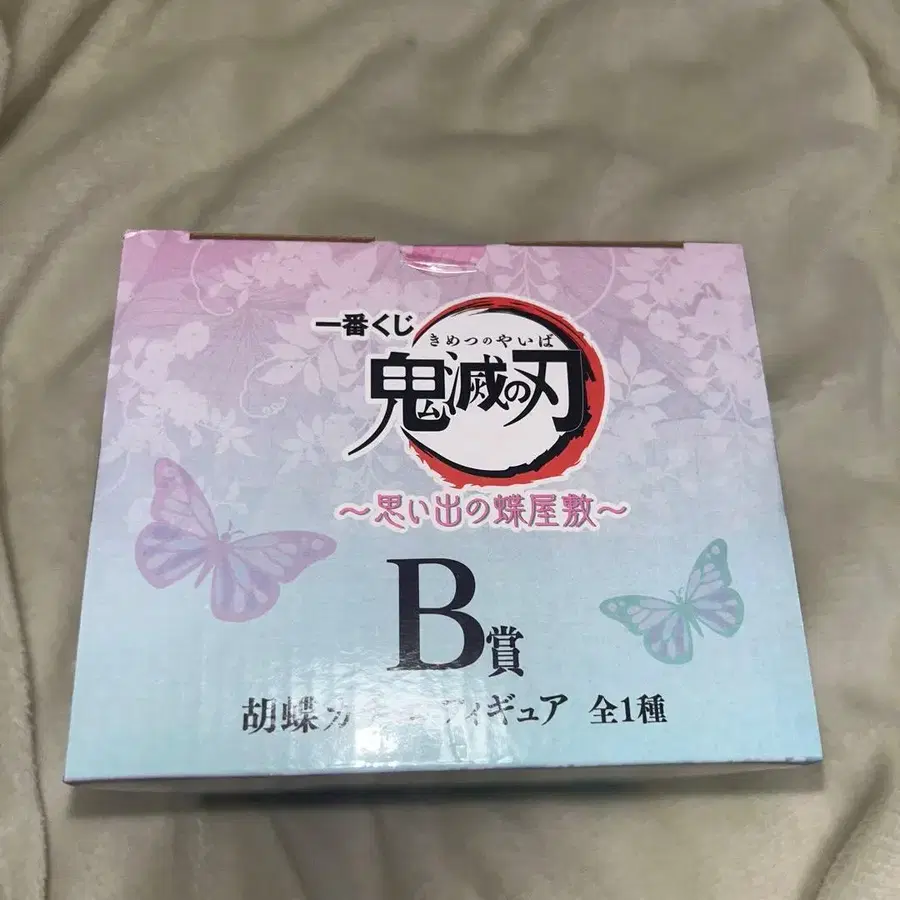 一番くじ
きめつのやいば
鬼滅の刃
～思い出の蝶屋敷～
B賞
胡蝶カ フィギュア 全1種